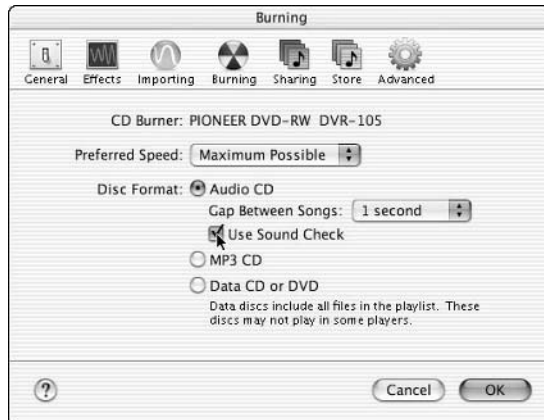 Burning
General Effects Importing Burning Sharing Store Advanced
CD Burner: PIONEER DVD-RW DVR-105
Preferred Speed: Maximum Possible
Disc Format: Audio CD
Gap Between Songs: 1 second
Use Sound Check
MP3 CD
Data CD or DVD
Data discs include all files in the playlist. These
discs may not play in some players.
? Cancel OK